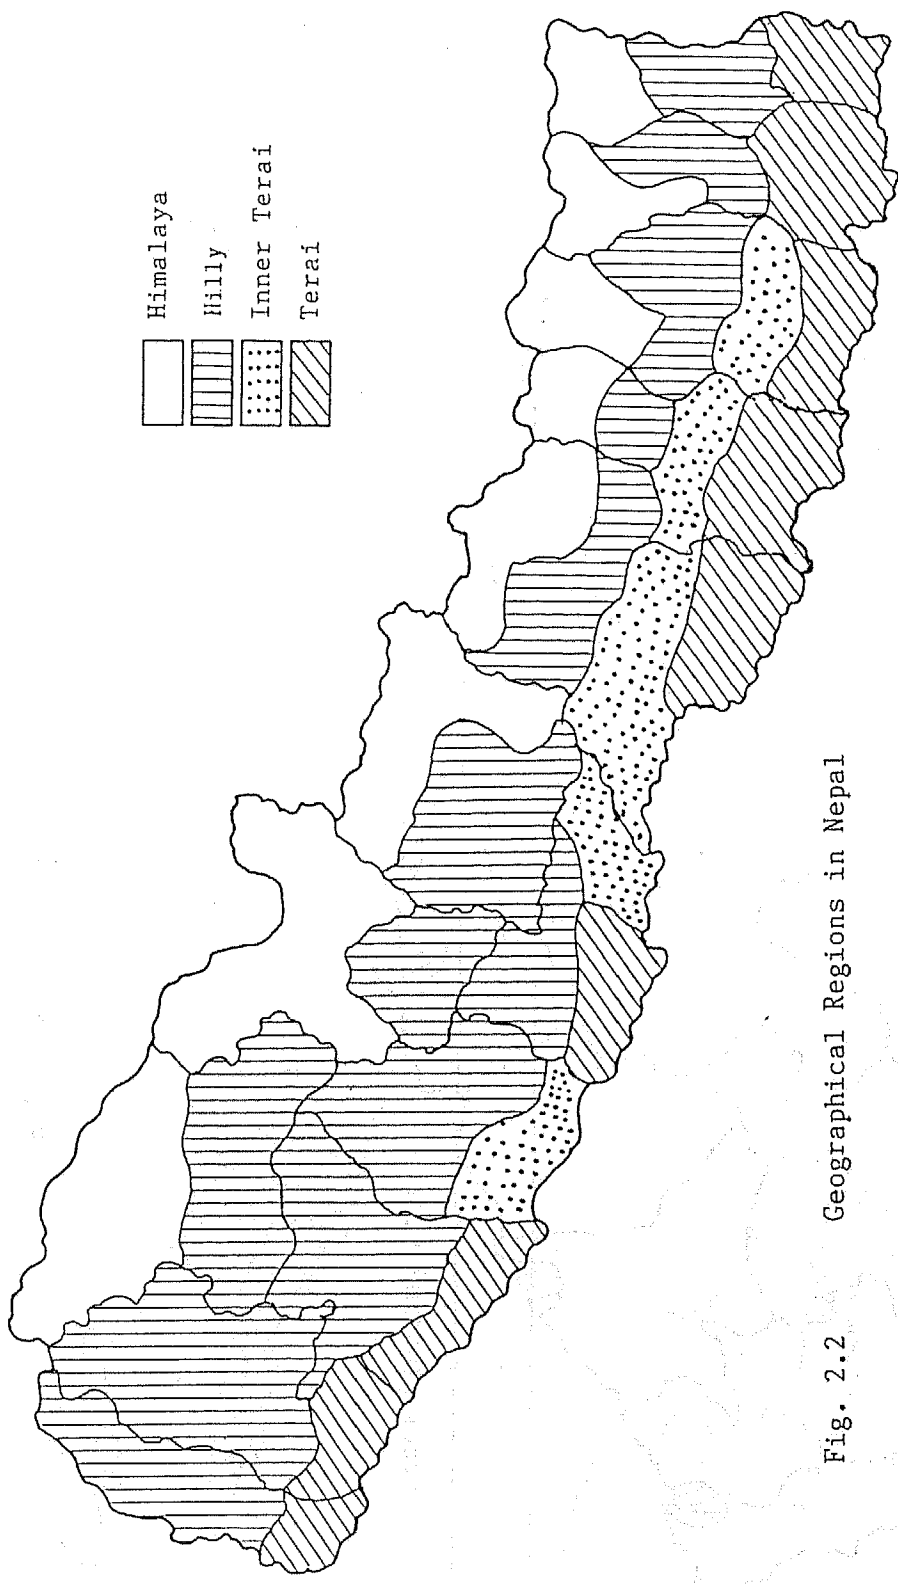 Himalaya
Hilly
Inner Terai
Terai
Fig. 2.2 Geographical Regions in Nepal